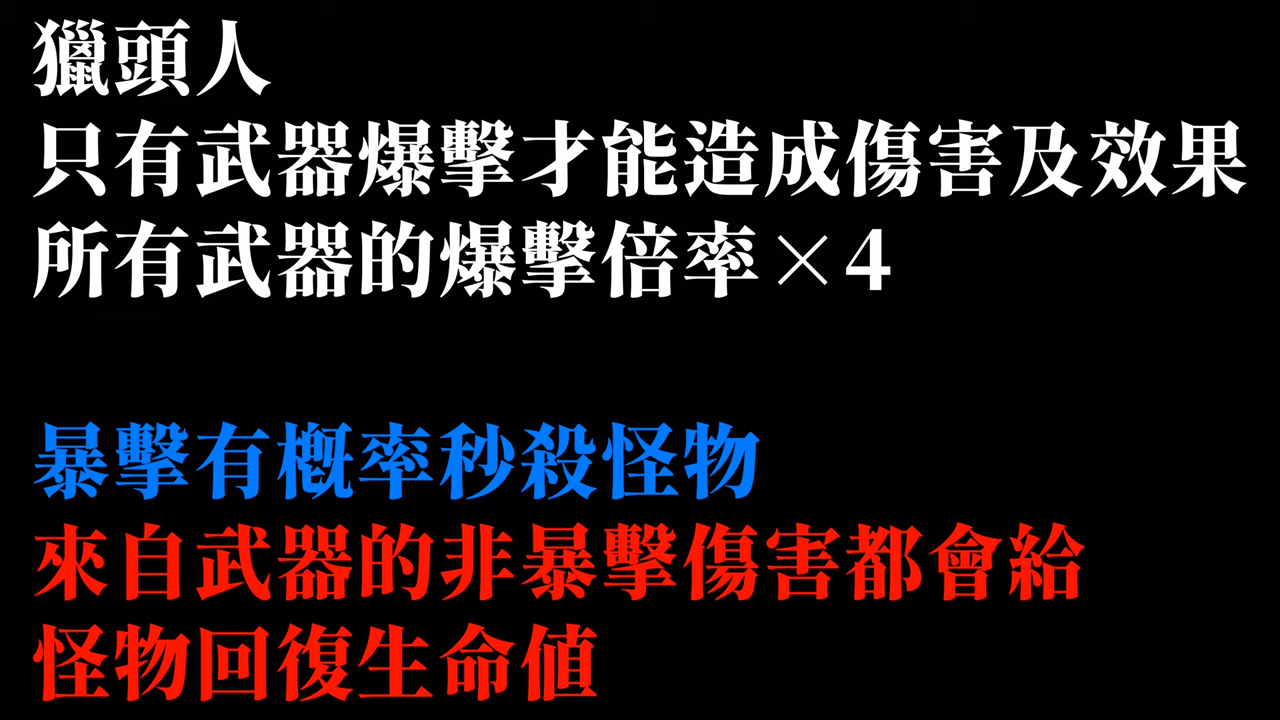 獵頭人
只有武器爆擊才能造成傷害及效果
所有武器的爆擊倍率×4
暴擊有概率秒殺怪物
來自武器的非暴擊傷害都會給
怪物回復生命值